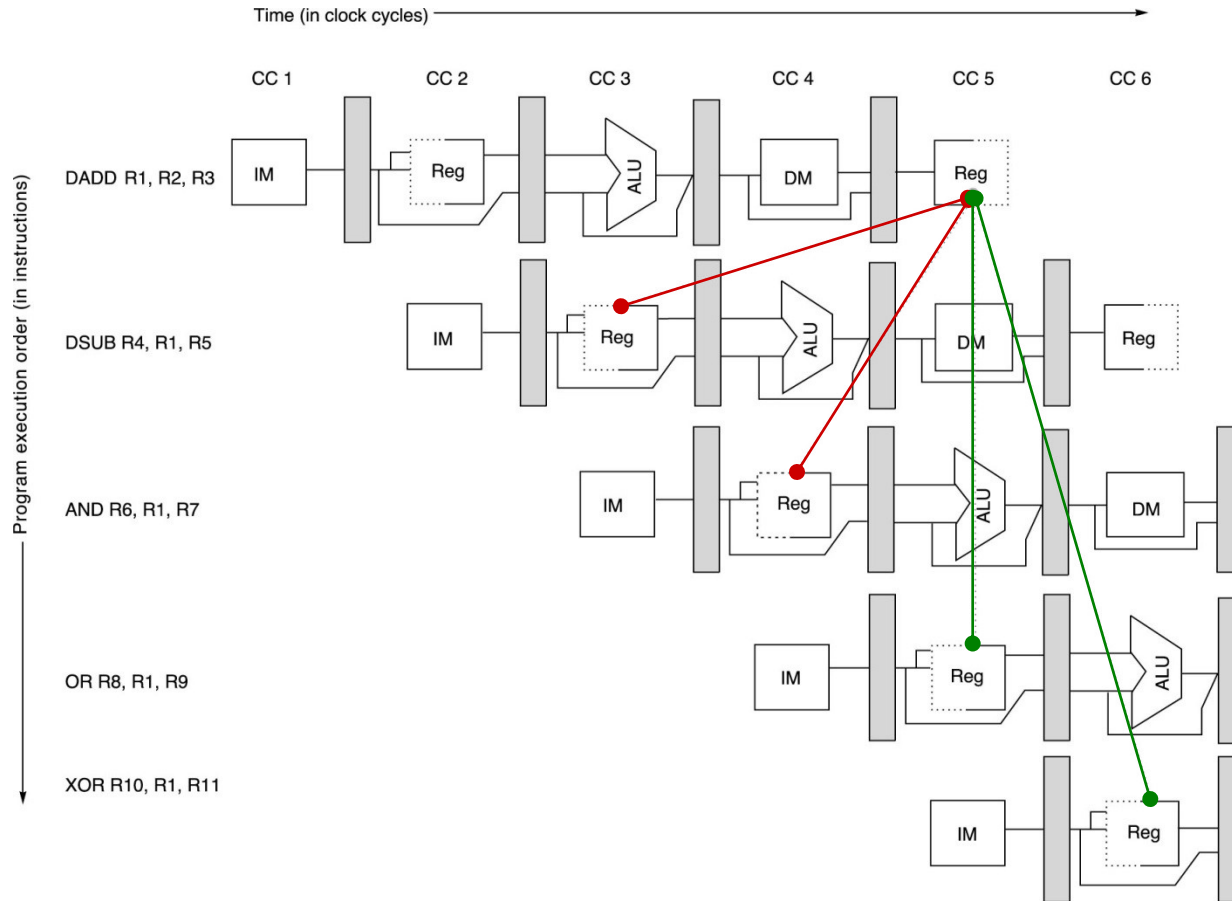 Time (in clock cycles)
CC 1 CC 2 CC 3 CC 4 CC 5 CC 6
Program execution order (in instructions)
DADD R1, R2, R3 IM Reg ALU DM Reg
DSUB R4, R1, R5 IM Reg ALU DM Reg
AND R6, R1, R7 IM Reg ALU DM
OR R8, R1, R9 IM Reg ALU
XOR R10, R1, R11
IM Reg